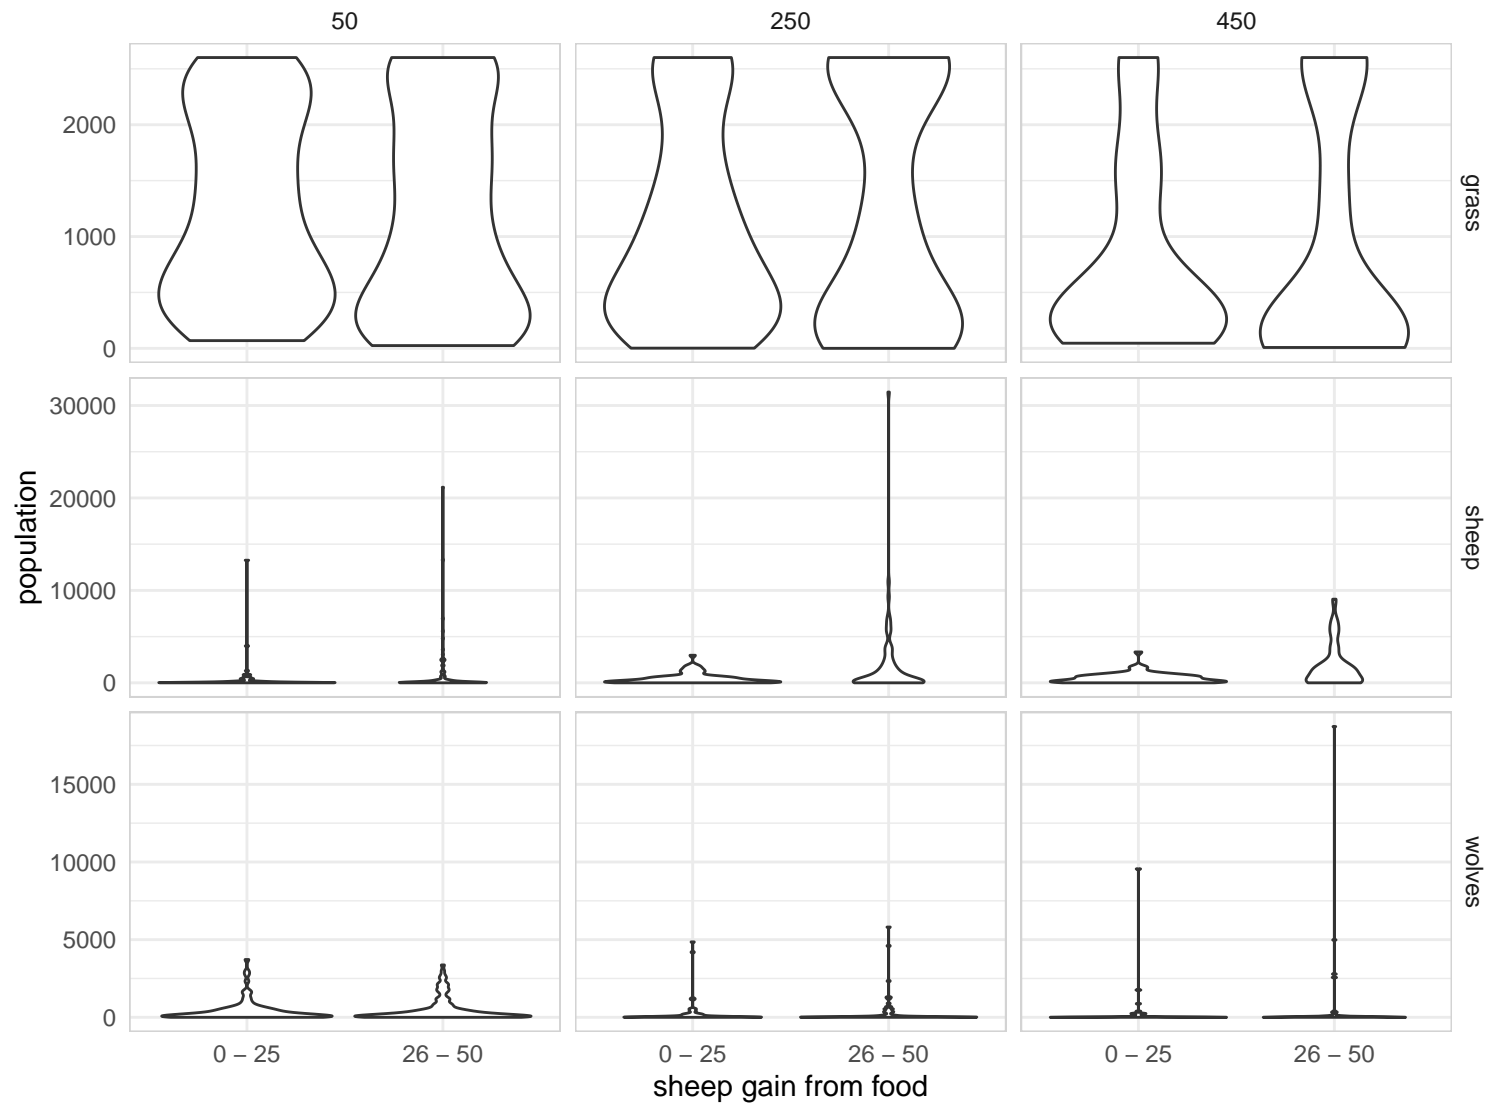 50 250 450
2000
1000
0
grass
30000
20000
10000
0
sheep
population
15000
10000
5000
0
wolves
0 – 25 26 – 50 0 – 25 26 – 50 0 – 25 26 – 50
sheep gain from food